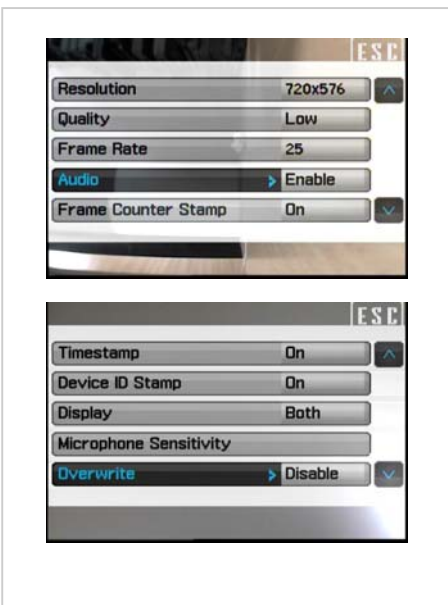 ESC
Resolution 720x576
Quality Low
Frame Rate 25
Audio > Enable
Frame Counter Stamp On
ESC
Timestamp On
Device ID Stamp On
Display Both
Microphone Sensitivity
Overwrite > Disable